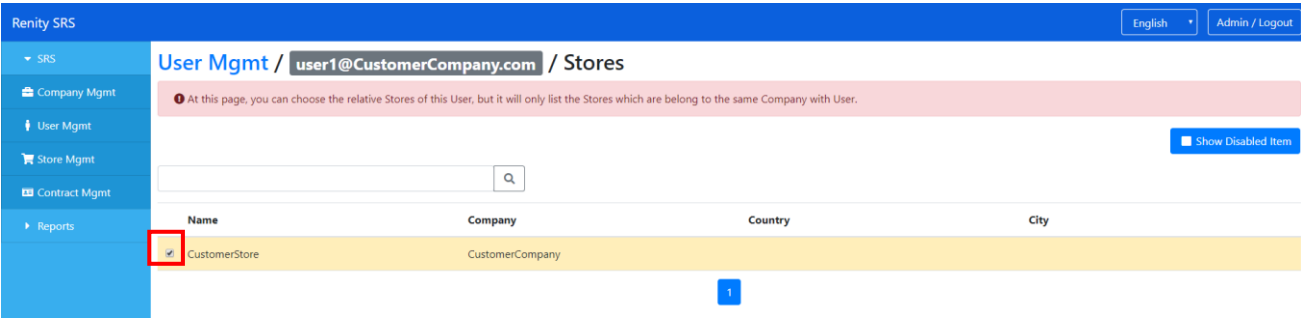 Renity SRS
English
Admin / Logout
SRS
Company Mgmt
User Mgmt
Store Mgmt
Contract Mgmt
Reports
User Mgmt / user1@CustomerCompany.com / Stores
At this page, you can choose the relative Stores of this User, but it will only list the Stores which are belong to the same Company with User.
Show Disabled Item
Name Company Country City
CustomerStore CustomerCompany
1